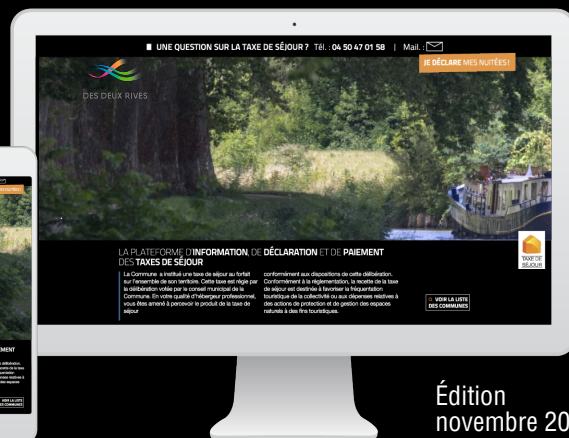 UNE QUESTION SUR LA TAXE DE SÉJOUR ? Tél. : 04 50 47 01 58 | Mail. :
JE DÉCLARE MES NUITÉES !
DES DEUX RIVES
LA PLATEFORME D'INFORMATION, DE DÉCLARATION ET DE PAIEMENT
DES TAXES DE SÉJOUR
La Commune a institué une taxe de séjour au forfait
sur l'ensemble de son territoire. Cette taxe est régie par
la délibération votée par le conseil municipal de la
Commune. En votre qualité d'hébergeur professionnel,
vous êtes amené à percevoir le produit de la taxe de
séjour
conformément aux dispositions de cette délibération.
Conformément à la réglementation, la recette de la taxe
de séjour est destinée à favoriser la fréquentation
touristique de la collectivité ou aux dépenses relatives à
des actions de protection et de gestion des espaces
naturels à des fins touristiques.
TAXE DE
SÉJOUR
VOIR LA LISTE
DES COMMUNES
VOIR LA LISTE
DES COMMUNES
Édition
novembre 20